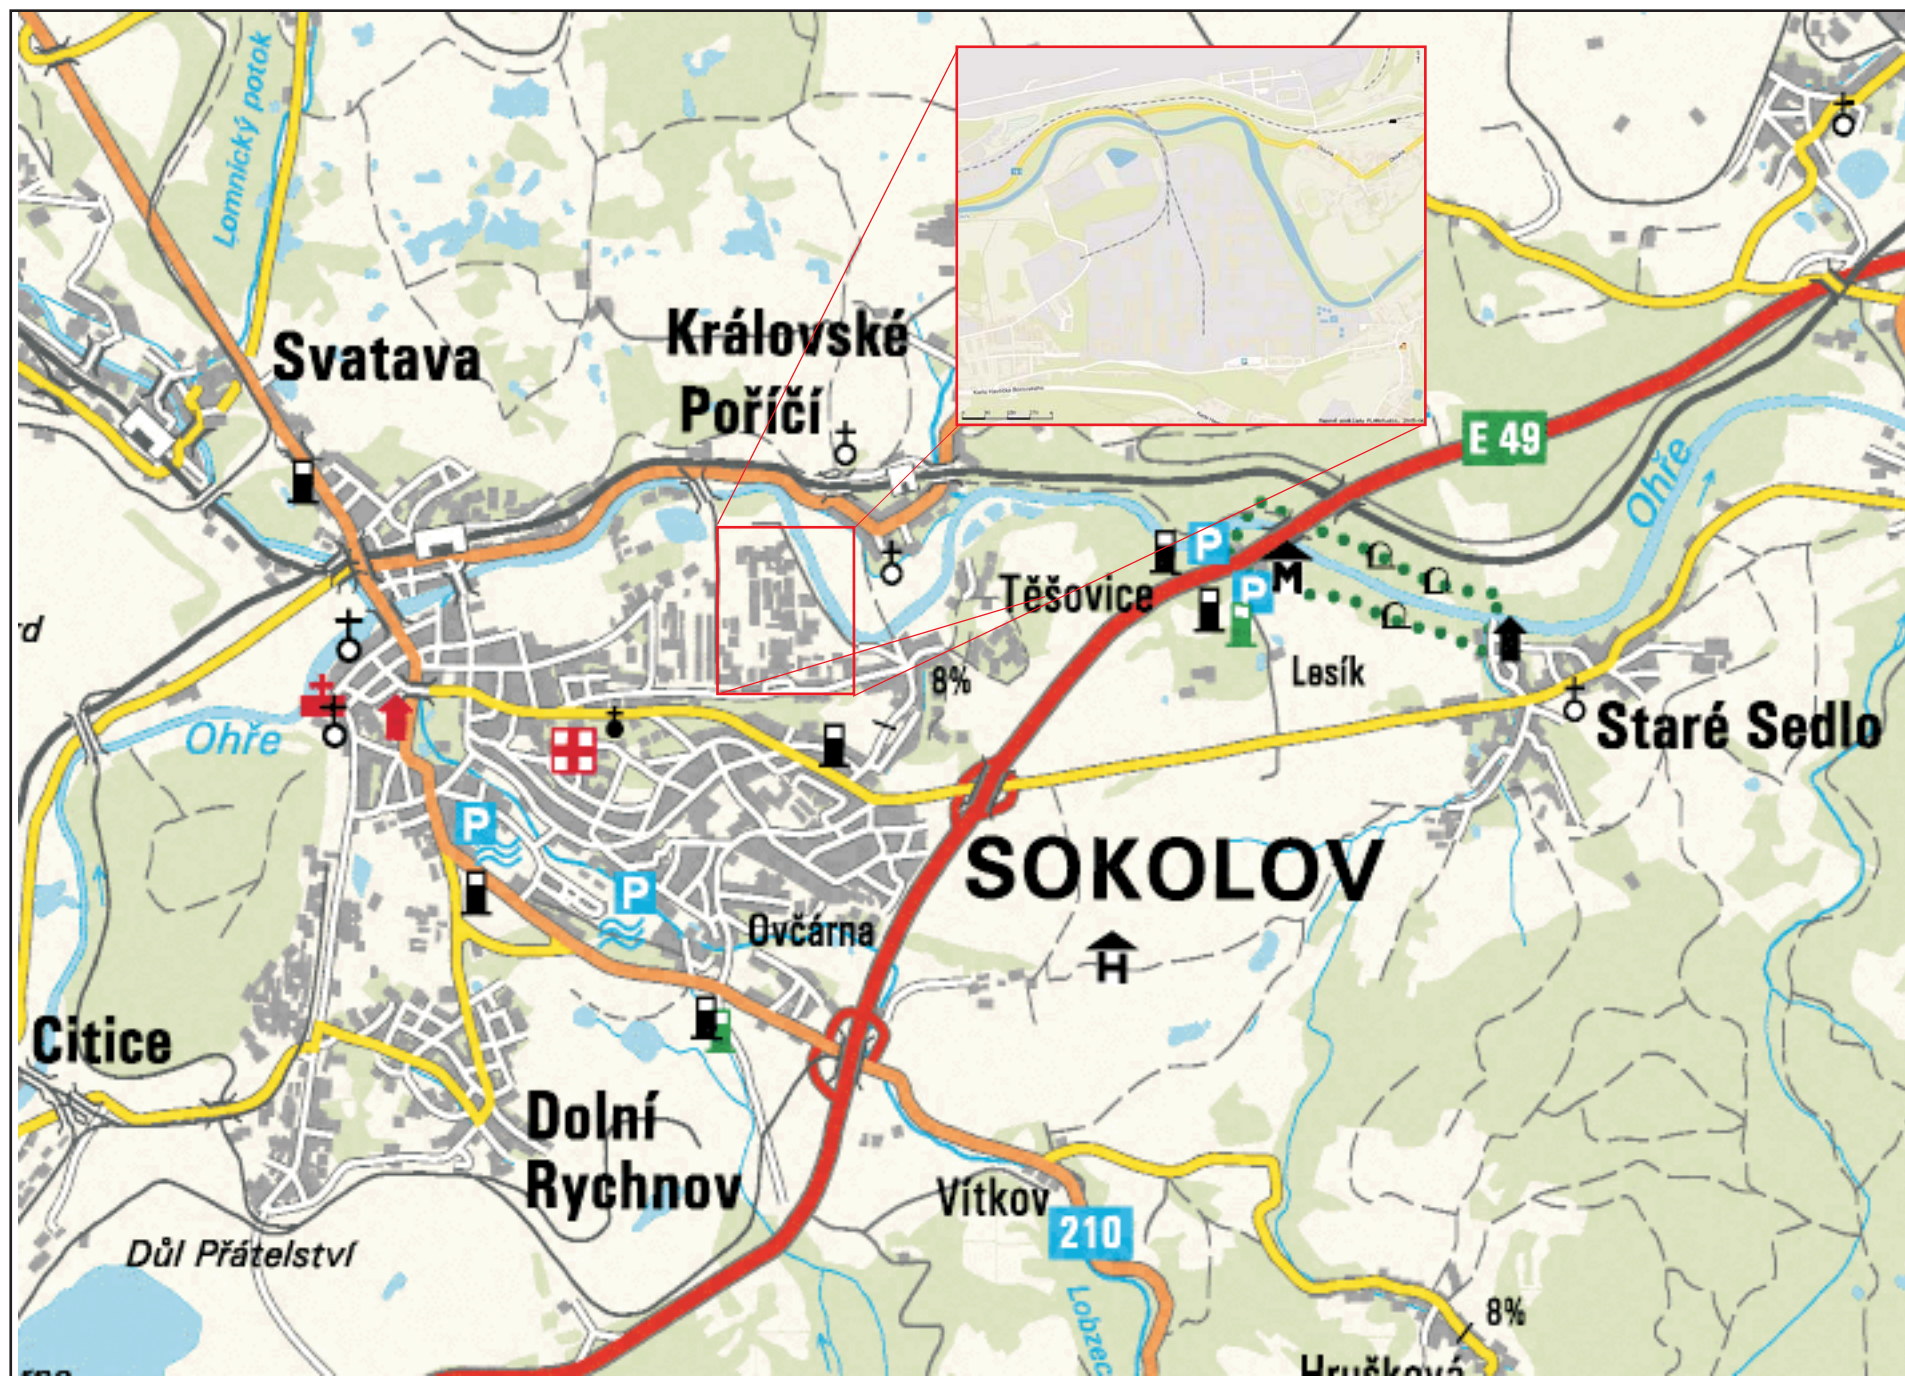 Lomnický potok
Svatava
Královské
Poříčí
E 49
Ohře
P
Těšovice
P
M
rd
8%
Lesík
Ohře
Staré Sedlo
P
SOKOLOV
P
Ovčárna
H
Citice
Dolní
Rychnov
Vítkov
210
Důl Přátelství
Lobzec
8%
Hrušková